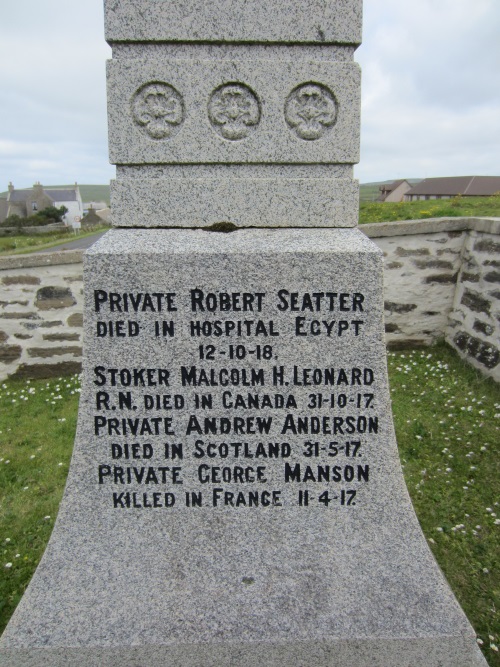 PRIVATE ROBERT SEATTER
DIED IN HOSPITAL EGYPT
12-10-18.
STOKER MALCOLM H. LEONARD
R.N. DIED IN CANADA 31-10-17.
PRIVATE ANDREW ANDERSON
DIED IN SCOTLAND 31-5-17.
PRIVATE GEORGE MANSON
KILLED IN FRANCE 11-4-17.